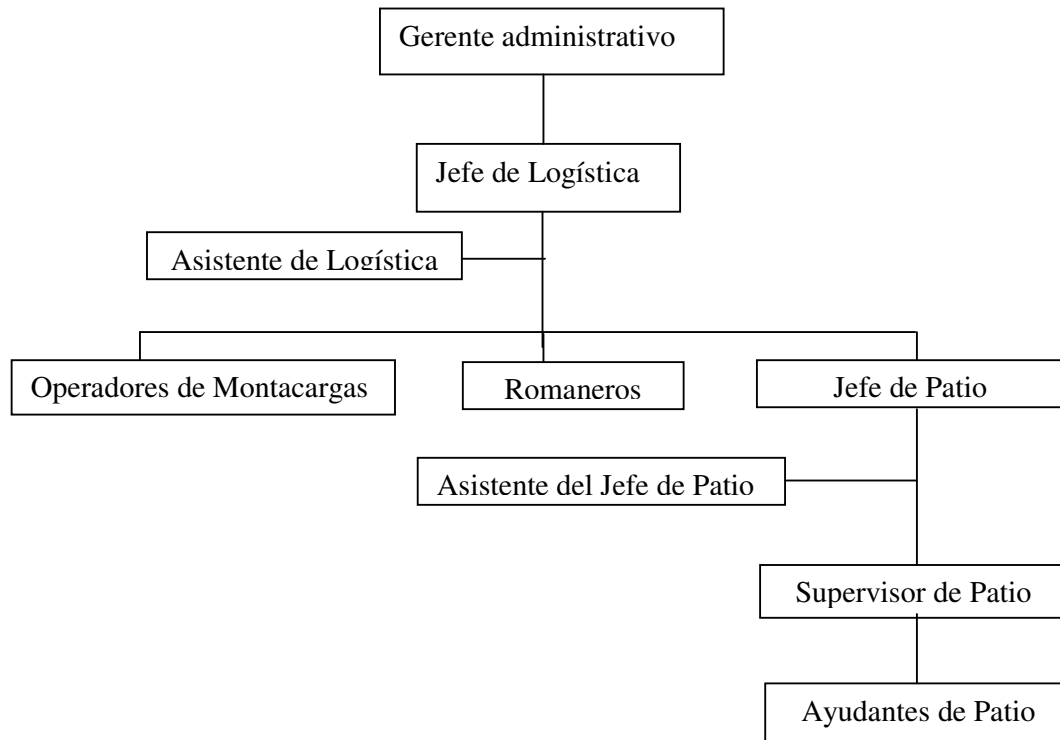 Gerente administrativo
Jefe de Logística
Asistente de Logística
Operadores de Montacargas
Romaneros
Jefe de Patio
Asistente del Jefe de Patio
Supervisor de Patio
Ayudantes de Patio